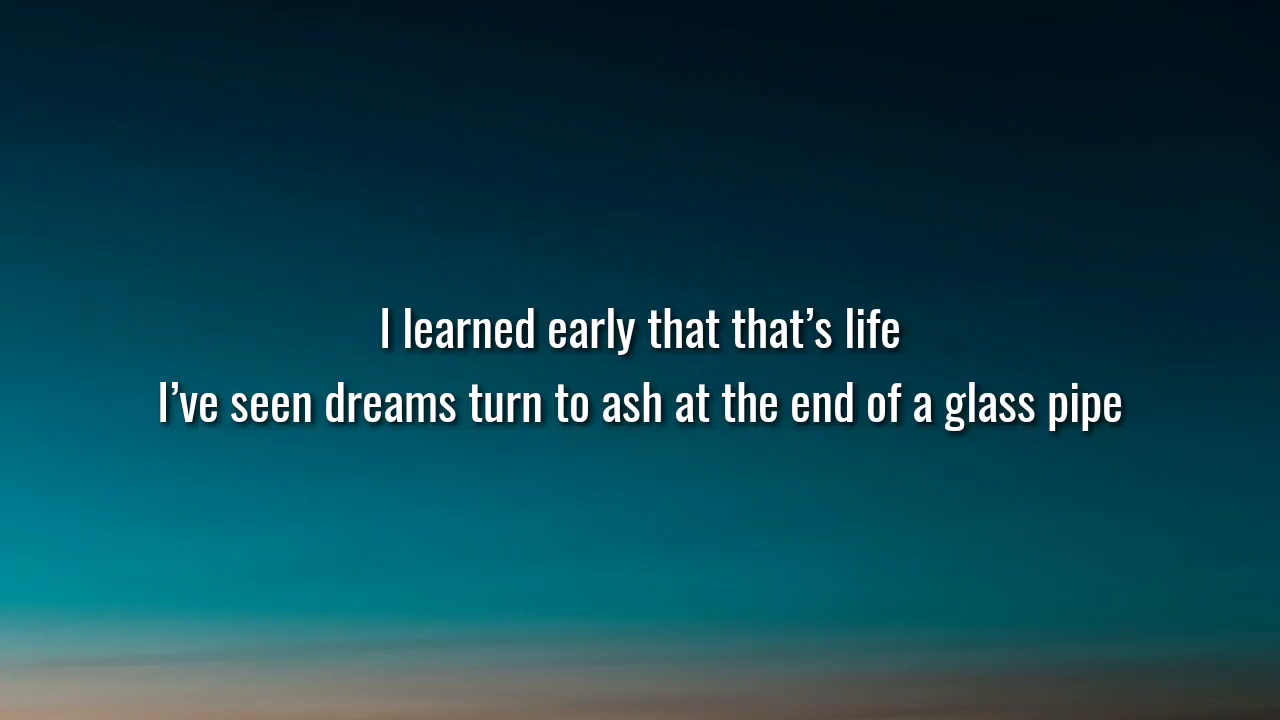 I learned early that that’s life
I’ve seen dreams turn to ash at the end of a glass pipe